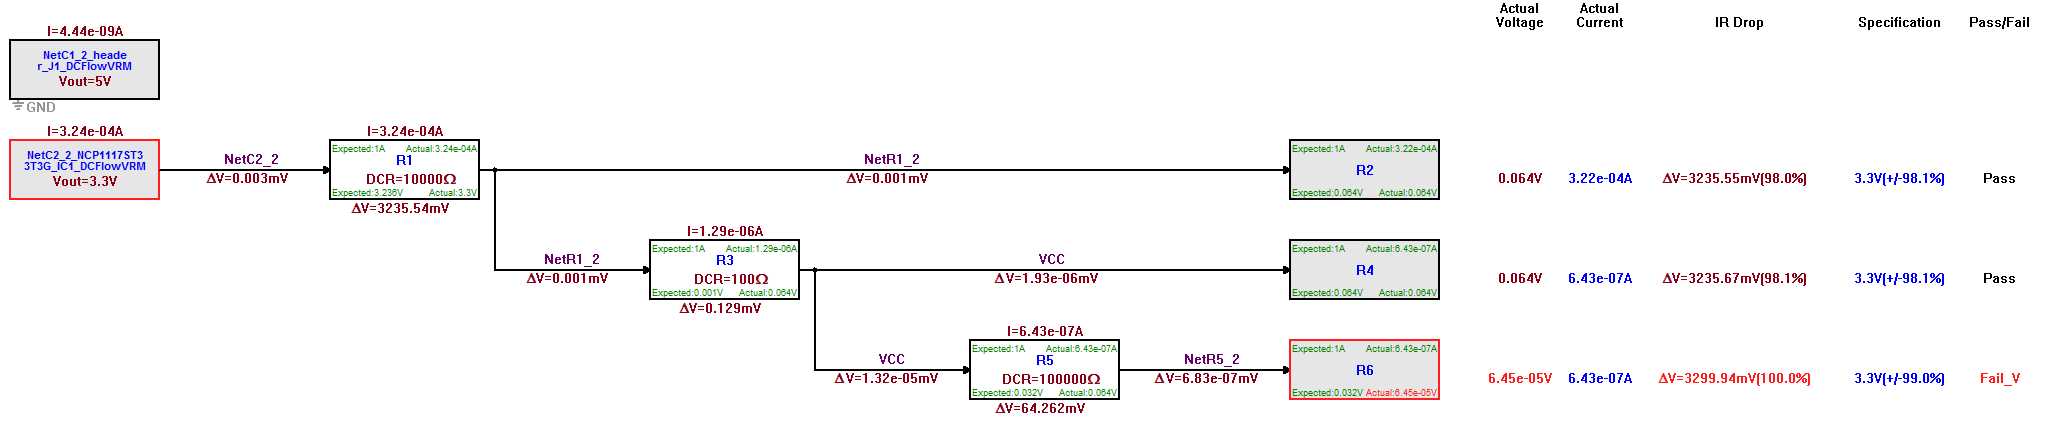 Actual Voltage
Actual Current
IR Drop
Specification
Pass/Fail
I=4.44e-09A
NetC1_2_heade
r_J1_DCFlowVRM
Vout=5V
GND
I=3.24e-04A
NetC2_2_NCP1117ST3
3T3G_IC1_DCFlowVRM
Vout=3.3V
NetC2_2
ΔV=0.003mV
I=3.24e-04A
Expected:1A Actual:3.24e-04A
R1
DCR=10000Ω
Expected:3.236V Actual:3.3V
ΔV=3235.54mV
NetR1_2
ΔV=0.001mV
Expected:1A Actual:3.22e-04A
R2
Expected:0.064V Actual:0.064V
0.064V 3.22e-04A ΔV=3235.55mV(98.0%) 3.3V(+/-98.1%) Pass
NetR1_2
ΔV=0.001mV
I=1.29e-06A
Expected:1A Actual:1.29e-06A
R3
DCR=100Ω
Expected:0.001V Actual:0.064V
ΔV=0.129mV
VCC
ΔV=1.93e-06mV
Expected:1A Actual:6.43e-07A
R4
Expected:0.064V Actual:0.064V
0.064V 6.43e-07A ΔV=3235.67mV(98.1%) 3.3V(+/-98.1%) Pass
VCC
ΔV=1.32e-05mV
I=6.43e-07A
Expected:1A Actual:6.43e-07A
R5
DCR=100000Ω
Expected:0.032V Actual:0.064V
ΔV=64.262mV
NetR5_2
ΔV=6.83e-07mV
Expected:1A Actual:6.43e-07A
R6
Expected:0.032V Actual:6.45e-05V
6.45e-05V 6.43e-07A ΔV=3299.94mV(100.0%) 3.3V(+/-99.0%) Fail_V